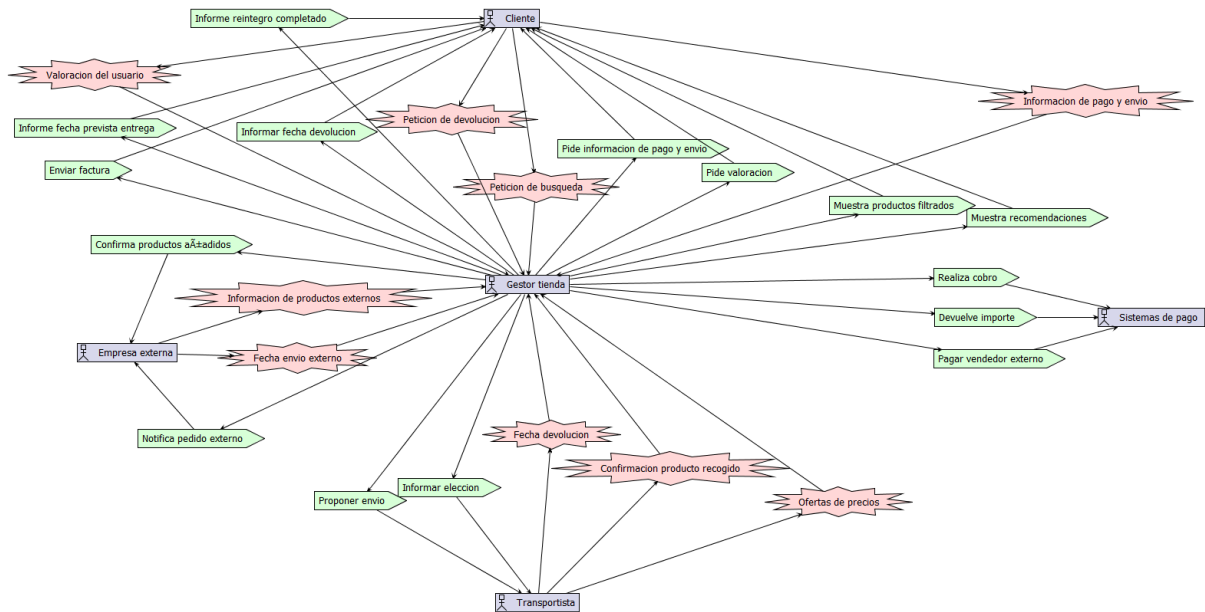 Informe reintegro completado
Cliente
Valoracion del usuario
Informacion de pago y envio
Peticion de devolucion
Informe fecha prevista entrega
Informar fecha devolucion
Pide informacion de pago y envio
Enviar factura
Pide valoracion
Peticion de busqueda
Muestra productos filtrados
Muestra recomendaciones
Confirma productos aÃ±adidos
Realiza cobro
Gestor tienda
Informacion de productos externos
Devuelve importe
Sistemas de pago
Empresa externa
Fecha envio externo
Pagar vendedor externo
Notifica pedido externo
Fecha devolucion
Confirmacion producto recogido
Informar eleccion
Proponer envio
Ofertas de precios
Transportista